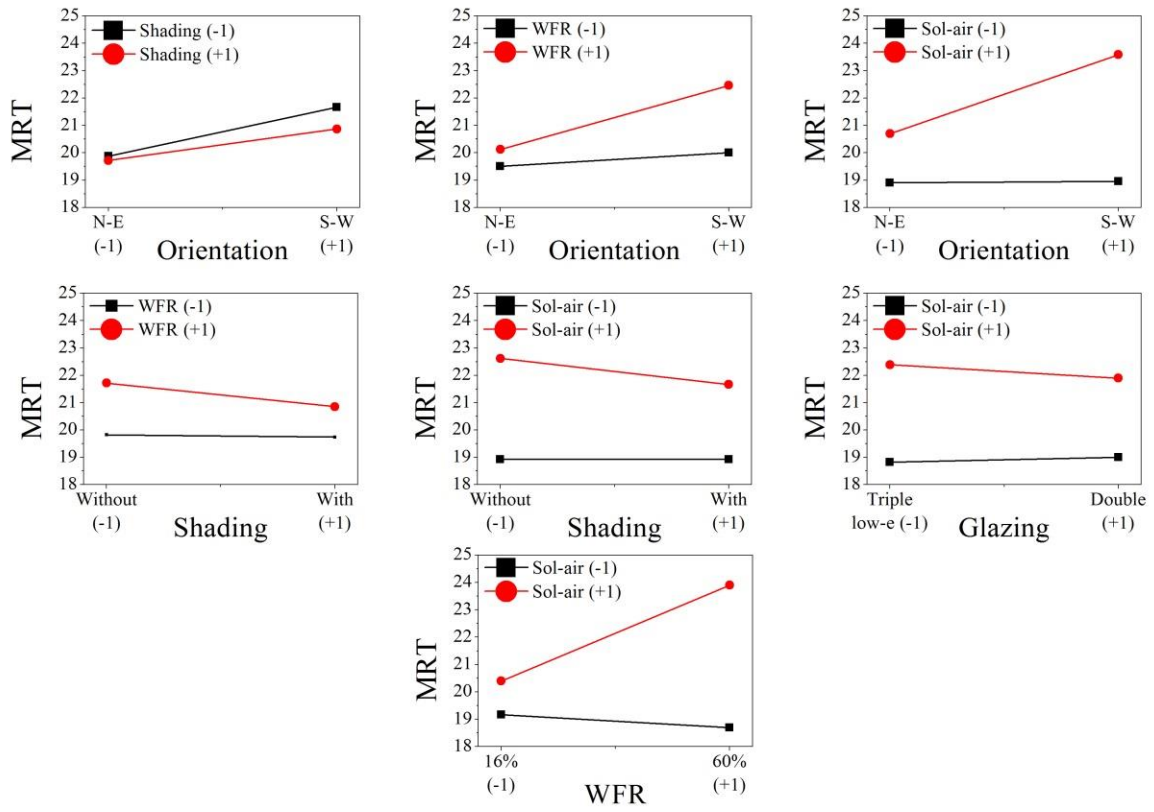 25
24
23
22
21
20
19
18
MRT
Shading (-1)
Shading (+1)
N-E
(-1)
S-W
(+1)
Orientation
25
24
23
22
21
20
19
18
MRT
WFR (-1)
WFR (+1)
N-E
(-1)
S-W
(+1)
Orientation
25
24
23
22
21
20
19
18
MRT
Sol-air (-1)
Sol-air (+1)
N-E
(-1)
S-W
(+1)
Orientation
25
24
23
22
21
20
19
18
MRT
WFR (-1)
WFR (+1)
Without
(-1)
With
(+1)
Shading
25
24
23
22
21
20
19
18
MRT
Sol-air (-1)
Sol-air (+1)
Without
(-1)
With
(+1)
Shading
25
24
23
22
21
20
19
18
MRT
Sol-air (-1)
Sol-air (+1)
Triple
low-e (-1)
Double
(+1)
Glazing
25
24
23
22
21
20
19
18
MRT
Sol-air (-1)
Sol-air (+1)
16%
(-1)
60%
(+1)
WFR